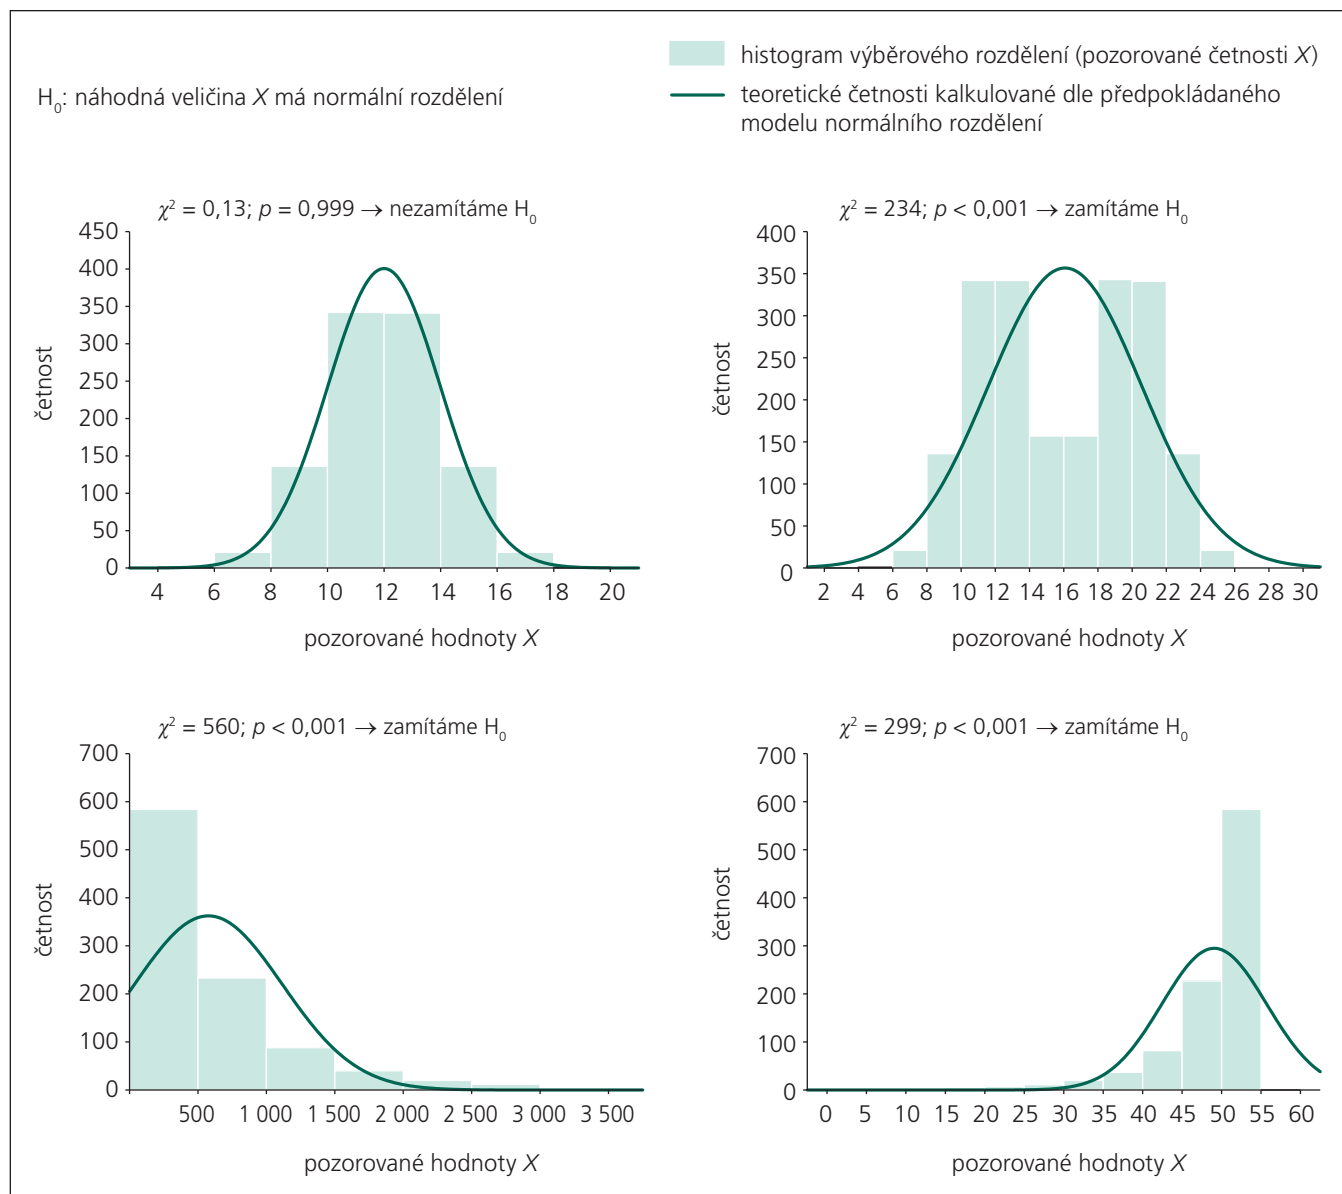 H₀: náhodná veličina X má normální rozdělení
histogram výběrového rozdělení (pozorované četnosti X)
teoretické četnosti kalkulované dle předpokládaného
modelu normálního rozdělení
χ² = 0,13; p = 0,999 → nezamítáme H₀
450
400
350
300
250
200
150
100
50
0
četnost
4 6 8 10 12 14 16 18 20
pozorované hodnoty X
χ² = 234; p < 0,001 → zamítáme H₀
400
350
300
250
200
150
100
50
0
četnost
2 4 6 8 10 12 14 16 18 20 22 24 26 28 30
pozorované hodnoty X
χ² = 560; p < 0,001 → zamítáme H₀
700
600
500
400
300
200
100
0
četnost
500 1 000 1 500 2 000 2 500 3 000 3 500
pozorované hodnoty X
χ² = 299; p < 0,001 → zamítáme H₀
700
600
500
400
300
200
100
0
četnost
0 5 10 15 20 25 30 35 40 45 50 55 60
pozorované hodnoty X